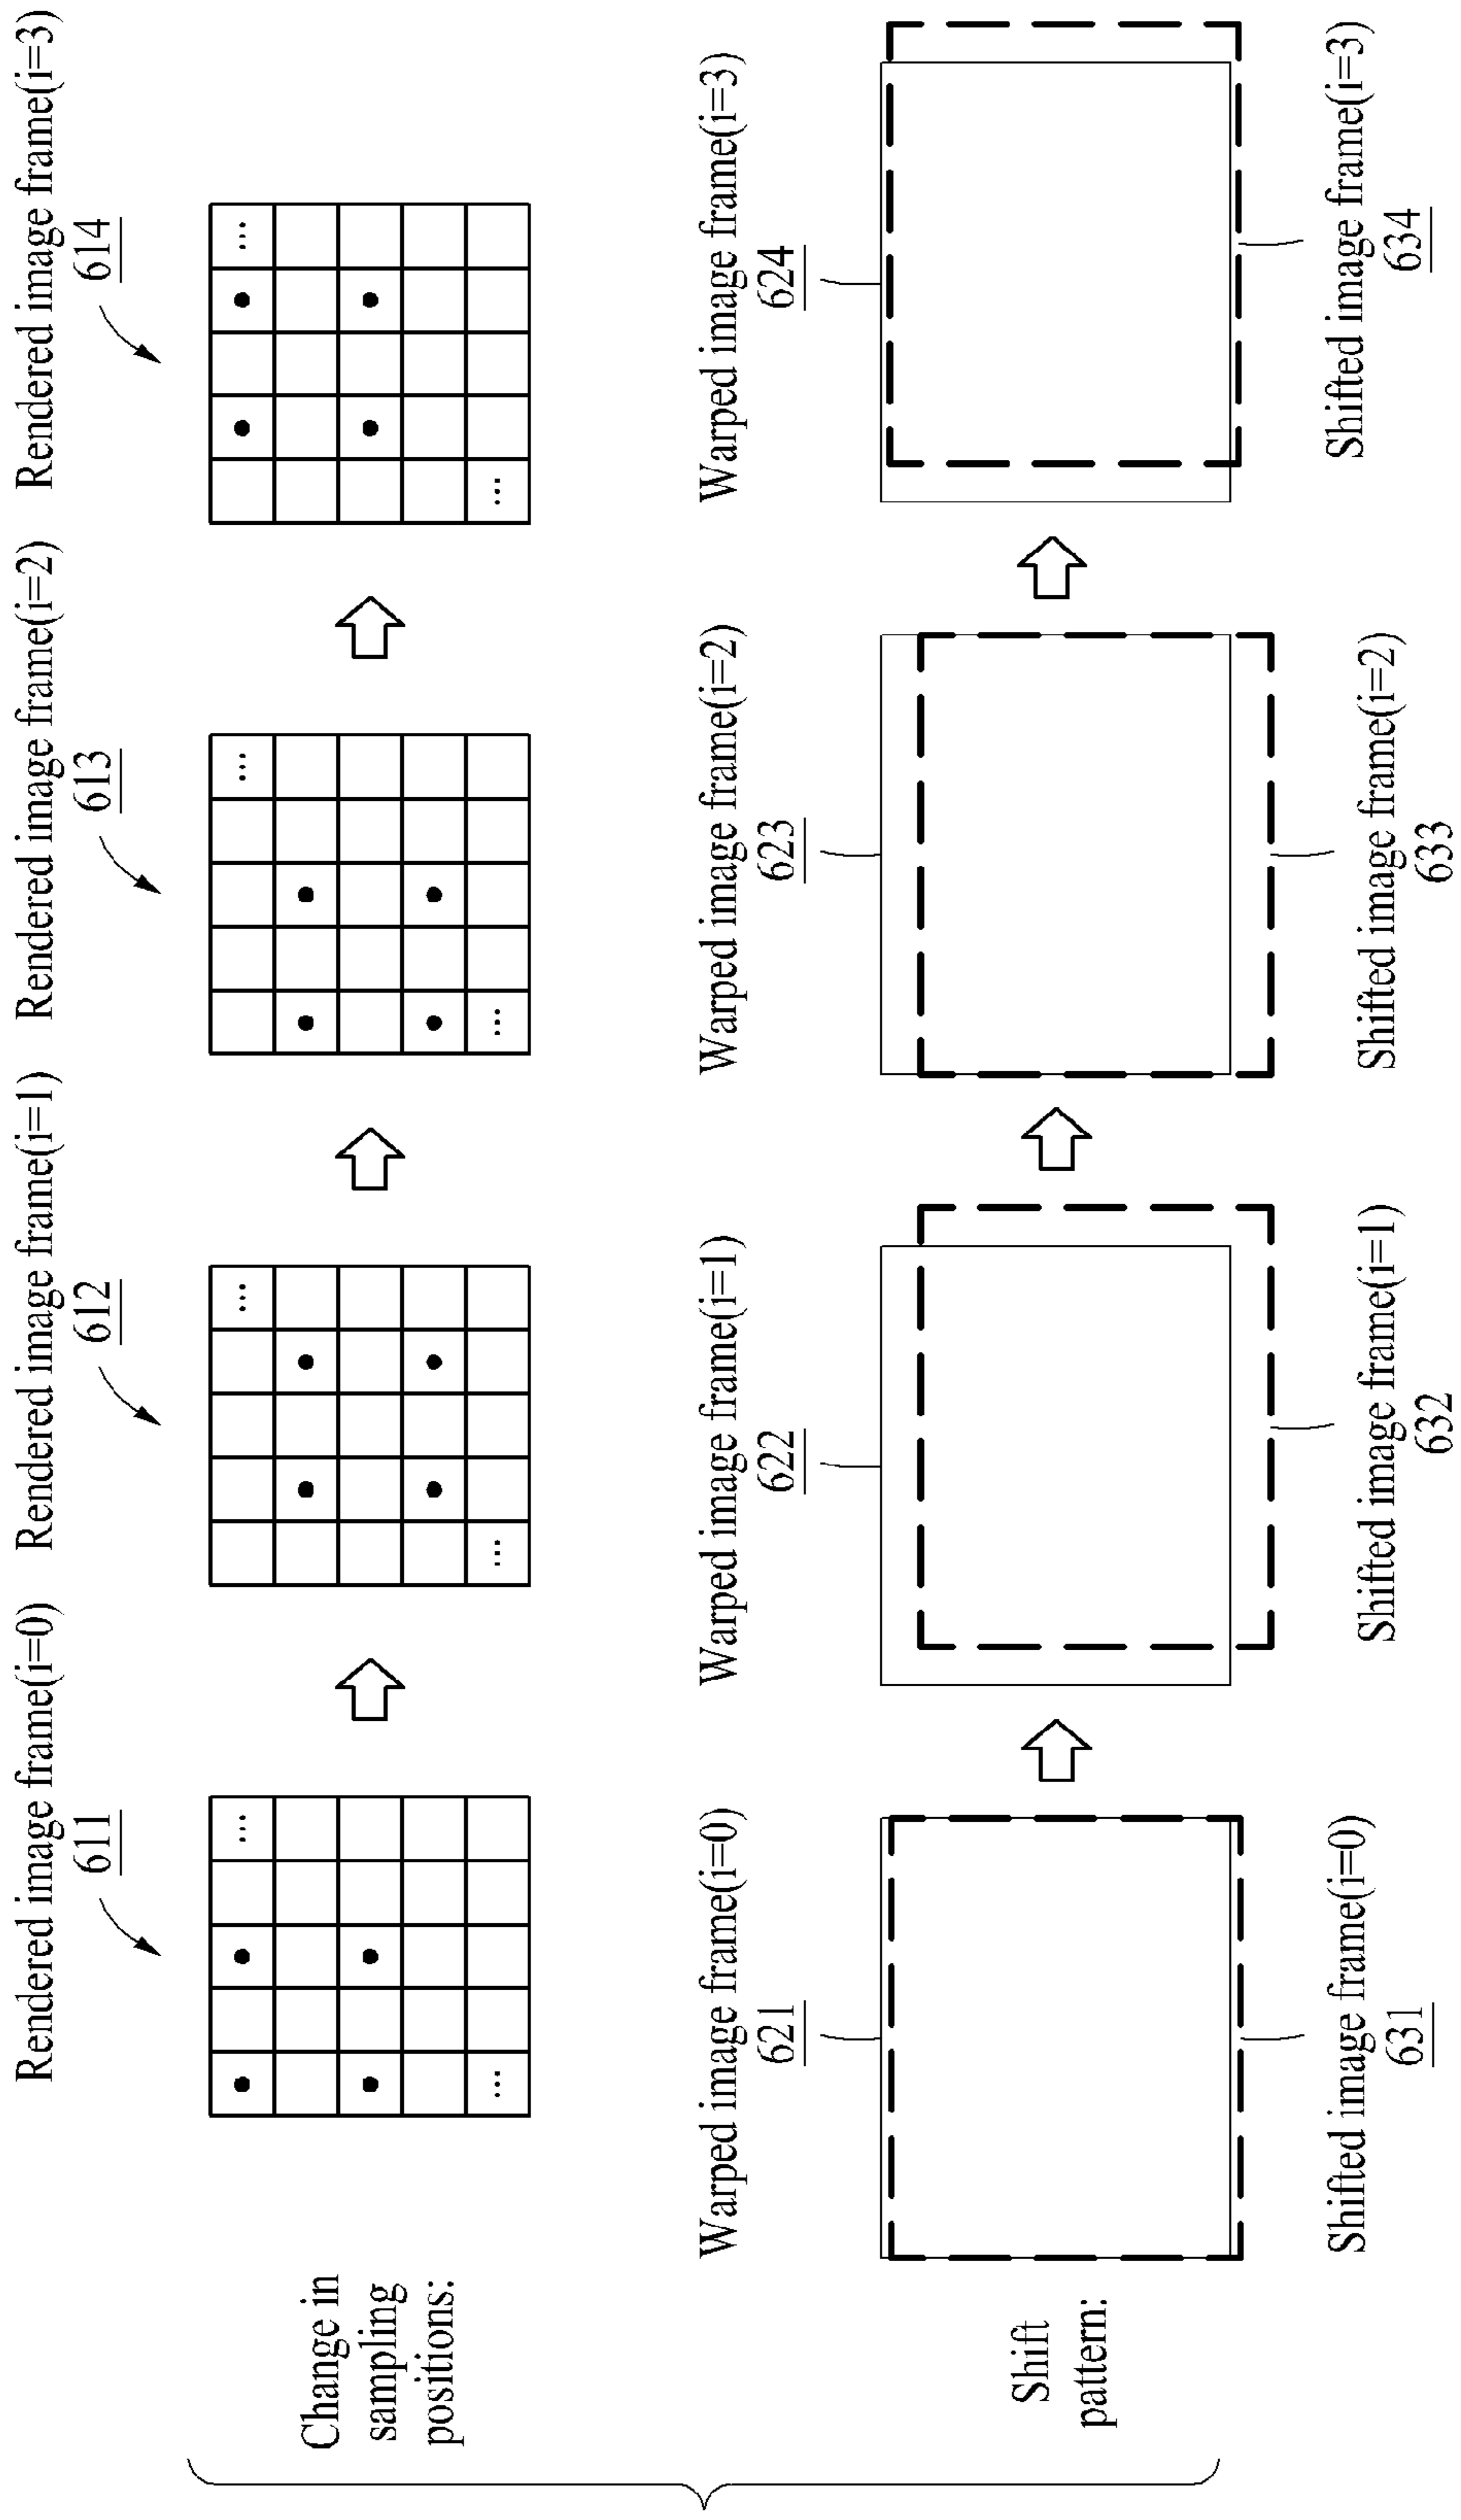 Rendered image frame(i=0)
611
Rendered image frame(i=1)
612
Rendered image frame(i=2)
613
Rendered image frame(i=3)
614
Change in
sampling
positions:
...
...
...
...
...
...
...
...
Warped image frame(i=0)
621
Warped image frame(i=1)
622
Warped image frame(i=2)
623
Warped image frame(i=3)
624
Shift
pattern:
Shifted image frame(i=0)
631
Shifted image frame(i=1)
632
Shifted image frame(i=2)
633
Shifted image frame(i=3)
634